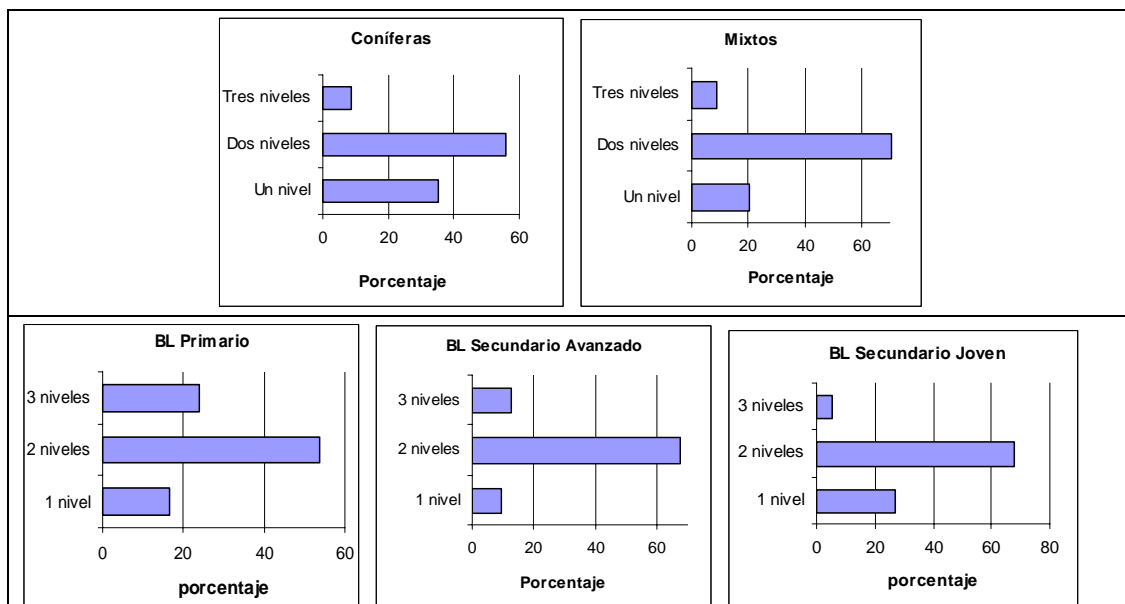 Coníferas
Tres niveles
Dos niveles
Un nivel
0 20 40 60
Porcentaje
Mixtos
Tres niveles
Dos niveles
Un nivel
0 20 40 60
Porcentaje
BL Primario
3 niveles
2 niveles
1 nivel
0 20 40 60
porcentaje
BL Secundario Avanzado
3 niveles
2 niveles
1 nivel
0 20 40 60
Porcentaje
BL Secundario Joven
3 niveles
2 niveles
1 nivel
0 20 40 60 80
porcentaje